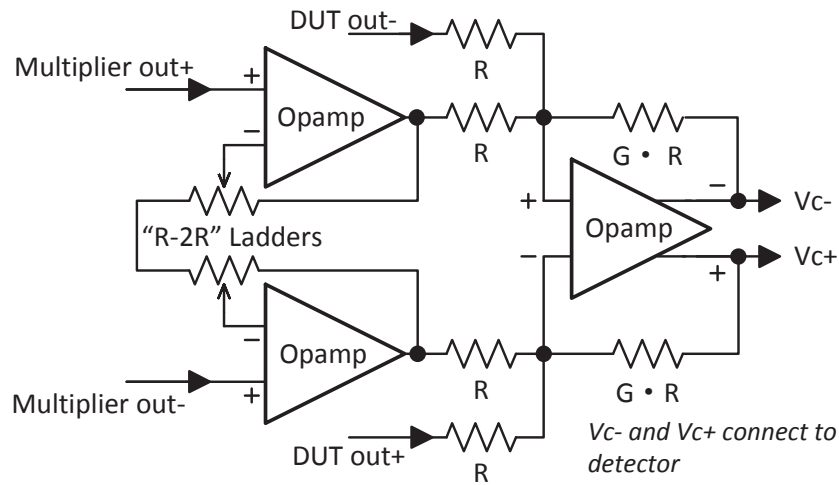 DUT out-
R
Multiplier out+
+
Opamp
−
R
G • R
−
Vc-
+
Opamp
"R-2R" Ladders
−
Vc+
+
−
Opamp
R
G • R
Multiplier out-
+
DUT out+
R
Vc- and Vc+ connect to
detector